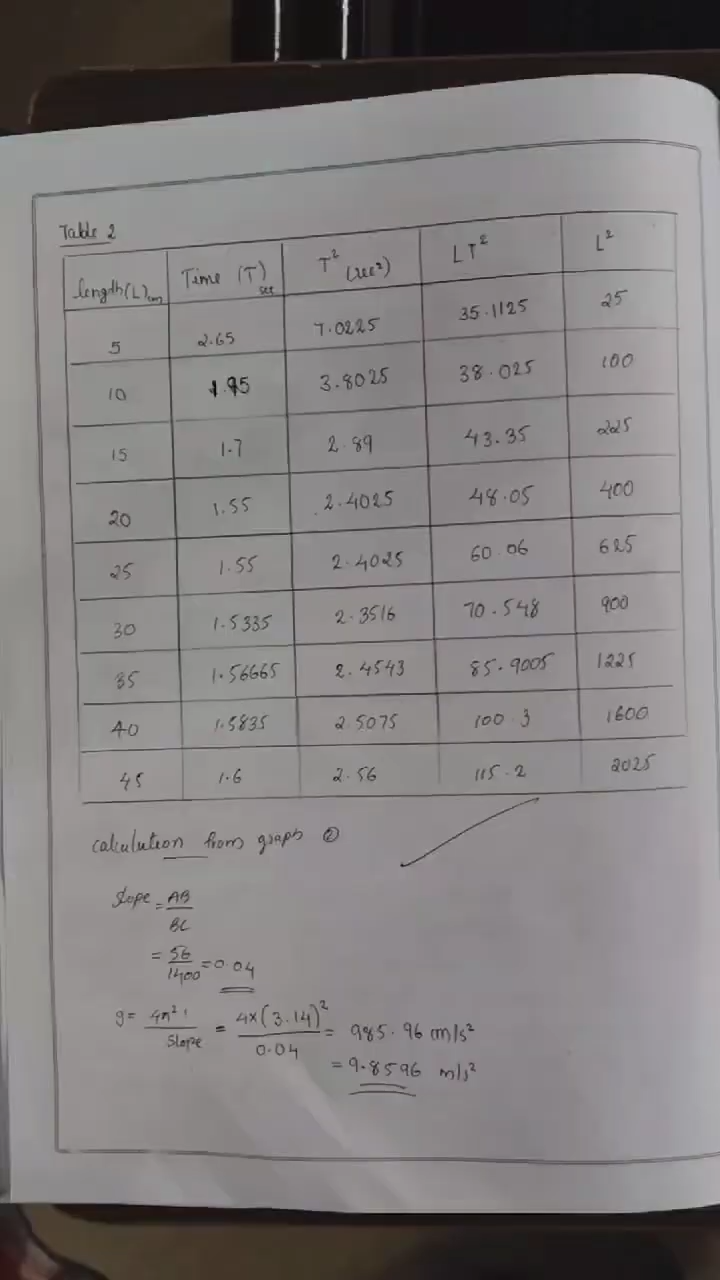 Table 2
length (L) cm Time (T) sec T² (sec²) LT² L²
5 2.65 7.0225 35.1125 25
10 1.95 3.8025 38.025 100
15 1.7 2.89 43.35 225
20 1.55 2.4025 48.05 400
25 1.55 2.4025 60.06 625
30 1.5335 2.3516 70.548 900
35 1.56665 2.4543 85.9005 1225
40 1.5835 2.5075 100.3 1600
45 1.6 2.56 115.2 2025
calculution from graph ②
Slope = AB/BC
= 56/1400 = 0.04
g = 4π² / Slope = 4×(3.14)² / 0.04 = 985.96 cm/s²
= 9.8596 m/s²